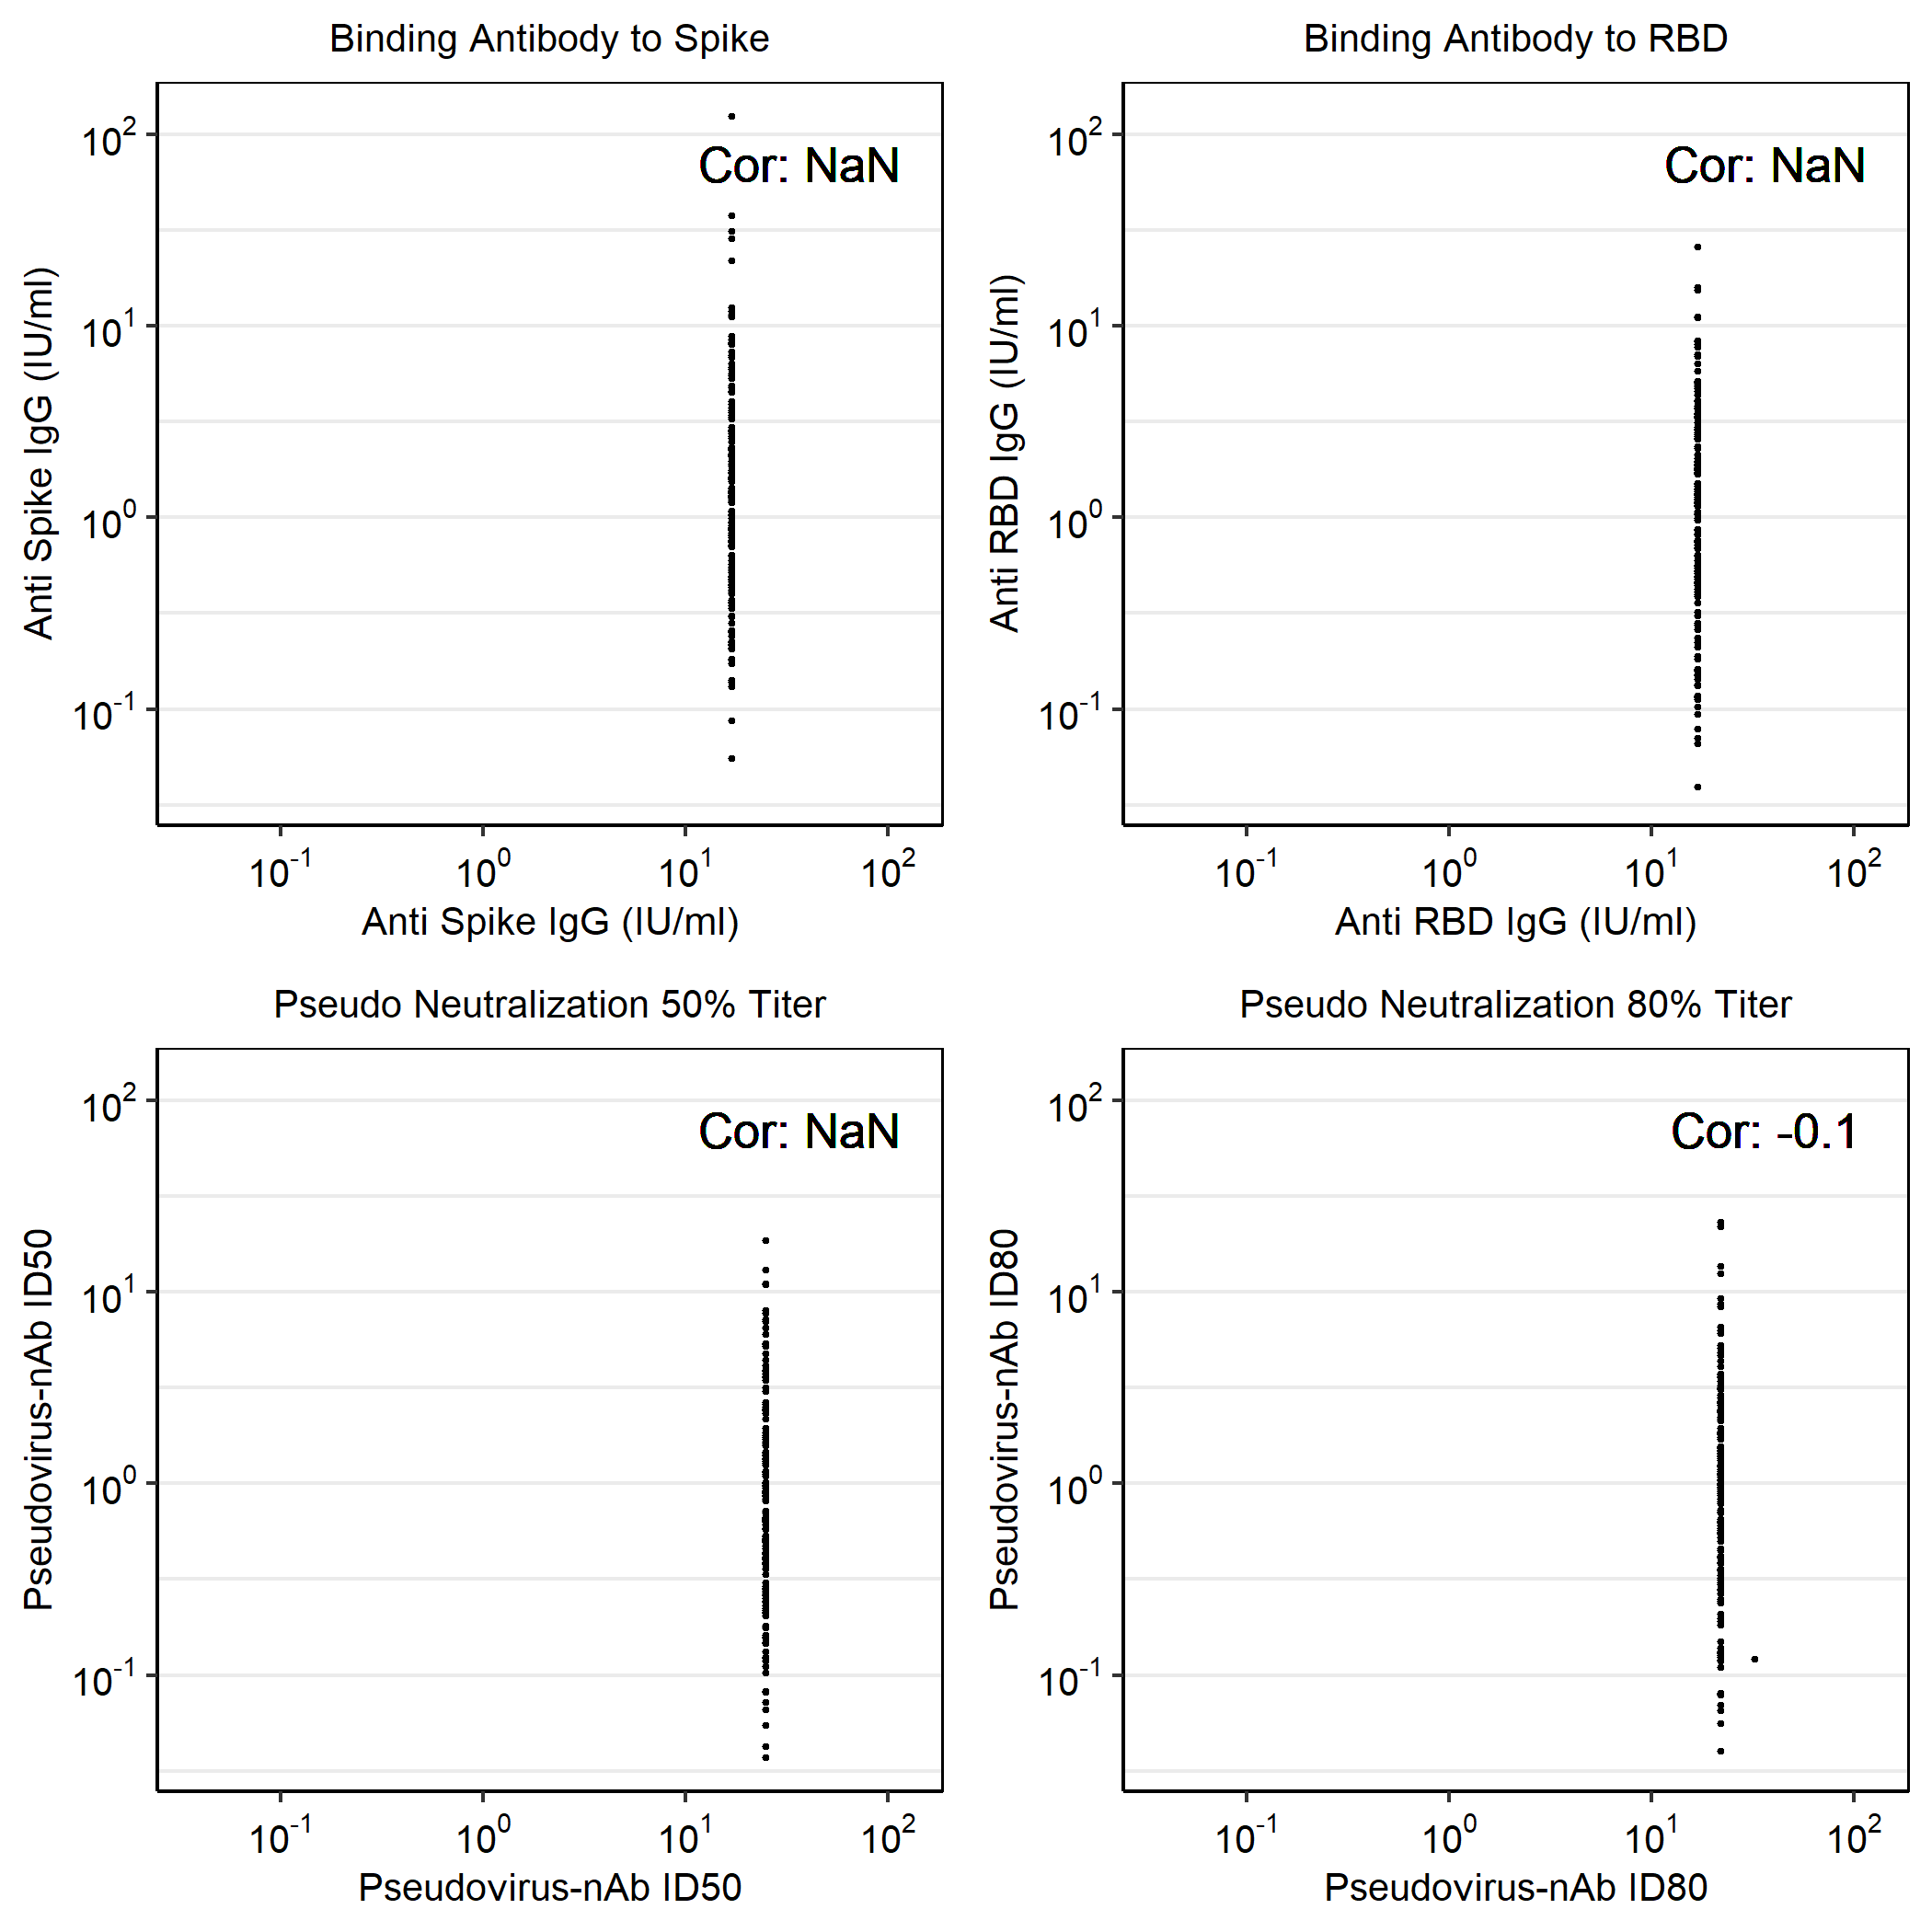 Binding Antibody to Spike
Cor: NaN
10^2
10^1
10^0
10^-1
Anti Spike IgG (IU/ml)
10^-1 10^0 10^1 10^2
Anti Spike IgG (IU/ml)
Binding Antibody to RBD
Cor: NaN
10^2
10^1
10^0
10^-1
Anti RBD IgG (IU/ml)
10^-1 10^0 10^1 10^2
Anti RBD IgG (IU/ml)
Pseudo Neutralization 50% Titer
Cor: NaN
10^2
10^1
10^0
10^-1
Pseudovirus-nAb ID50
10^-1 10^0 10^1 10^2
Pseudovirus-nAb ID50
Pseudo Neutralization 80% Titer
Cor: -0.1
10^2
10^1
10^0
10^-1
Pseudovirus-nAb ID80
10^-1 10^0 10^1 10^2
Pseudovirus-nAb ID80